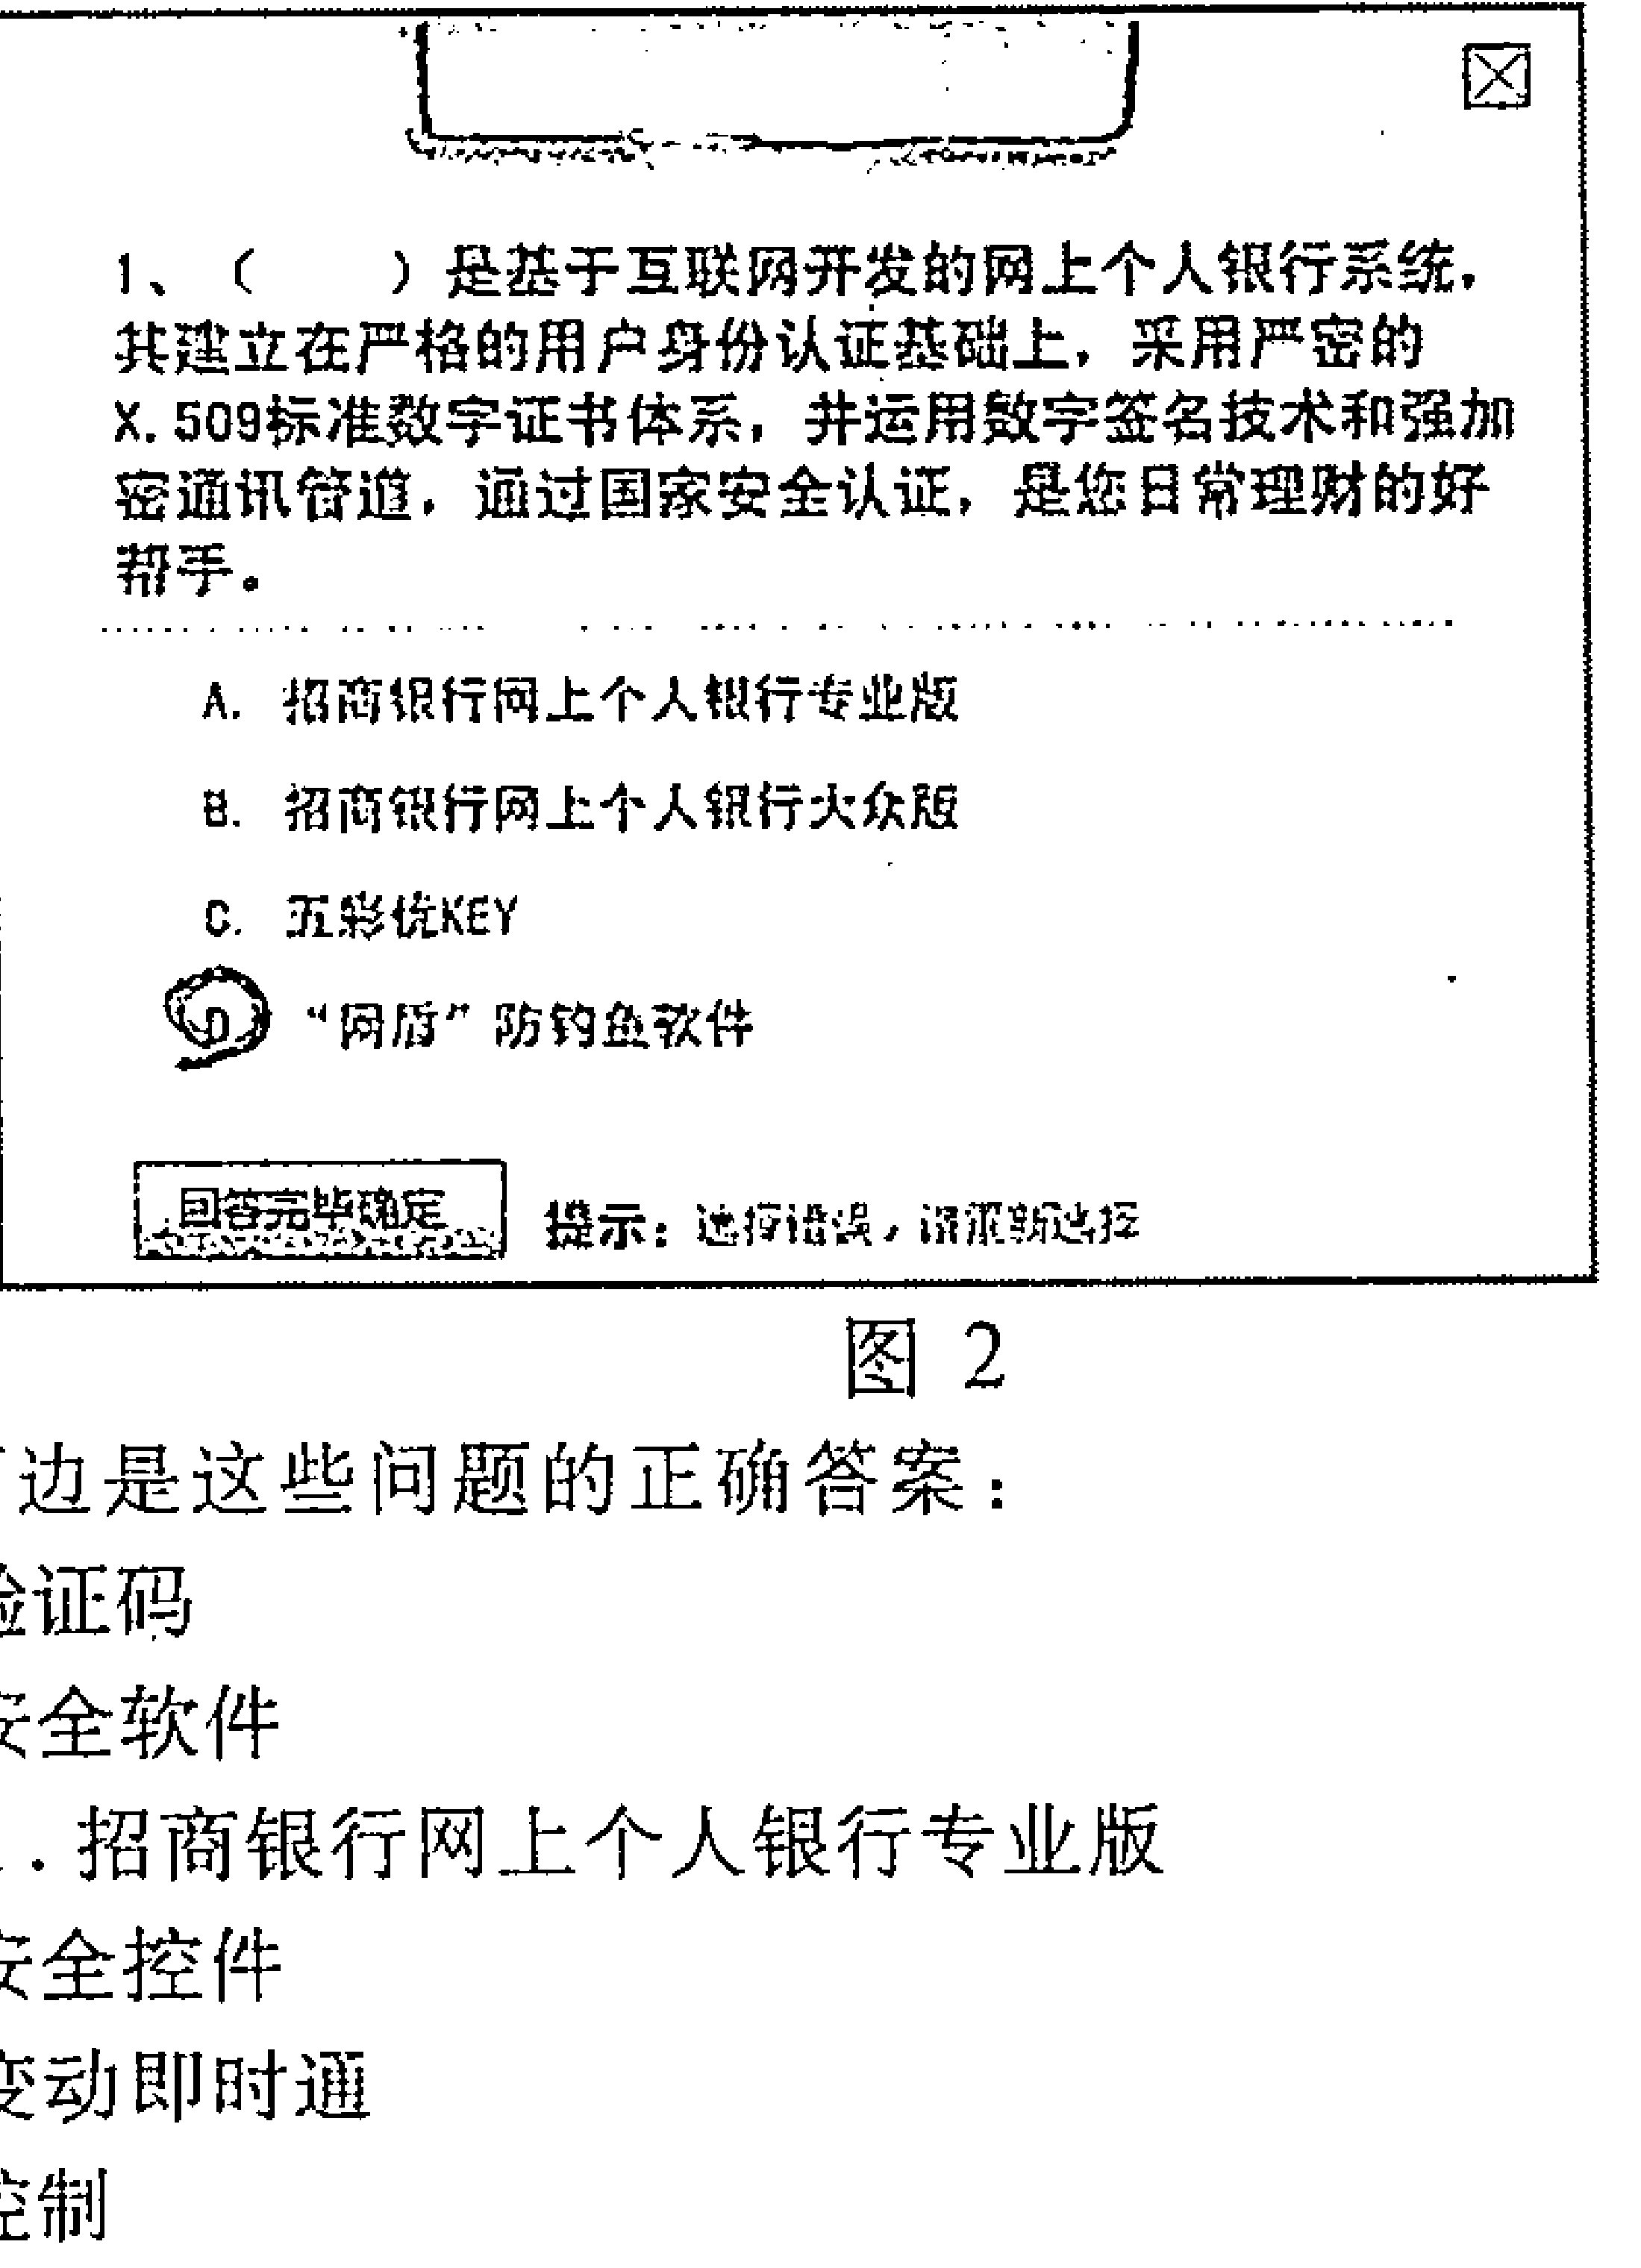 1、（ ）是基于互联网开发的网上个人银行系统，
其建立在严格的用户身份认证基础上，采用严密的
X.509标准数字证书体系，并运用数字签名技术和强加
密通讯管道，通过国家安全认证，是您日常理财的好
帮手。
A. 招商银行网上个人银行专业版
B. 招商银行网上个人银行大众版
C. 五彩优KEY
D “网盾”防钓鱼软件
回答完毕确定 提示：选择错误，请重新选择
图 2
边是这些问题的正确答案：
验证码
安全软件
. 招商银行网上个人银行专业版
安全控件
变动即时通
控制